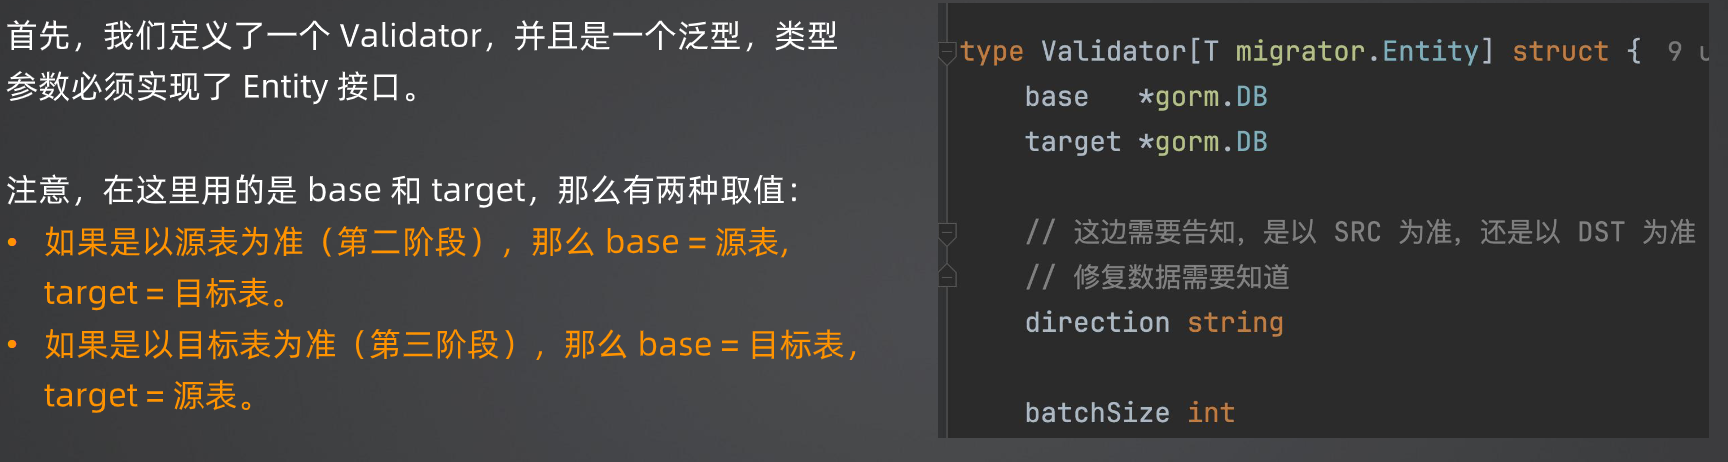 首先，我们定义了一个 Validator，并且是一个泛型，类型
参数必须实现了 Entity 接口。
注意，在这里用的是 base 和 target，那么有两种取值：
• 如果是以源表为准（第二阶段），那么 base = 源表，
target = 目标表。
• 如果是以目标表为准（第三阶段），那么 base = 目标表，
target = 源表。
type Validator[T migrator.Entity] struct { 9 u
base *gorm.DB
target *gorm.DB
// 这边需要告知，是以 SRC 为准，还是以 DST 为准
// 修复数据需要知道
direction string
batchSize int